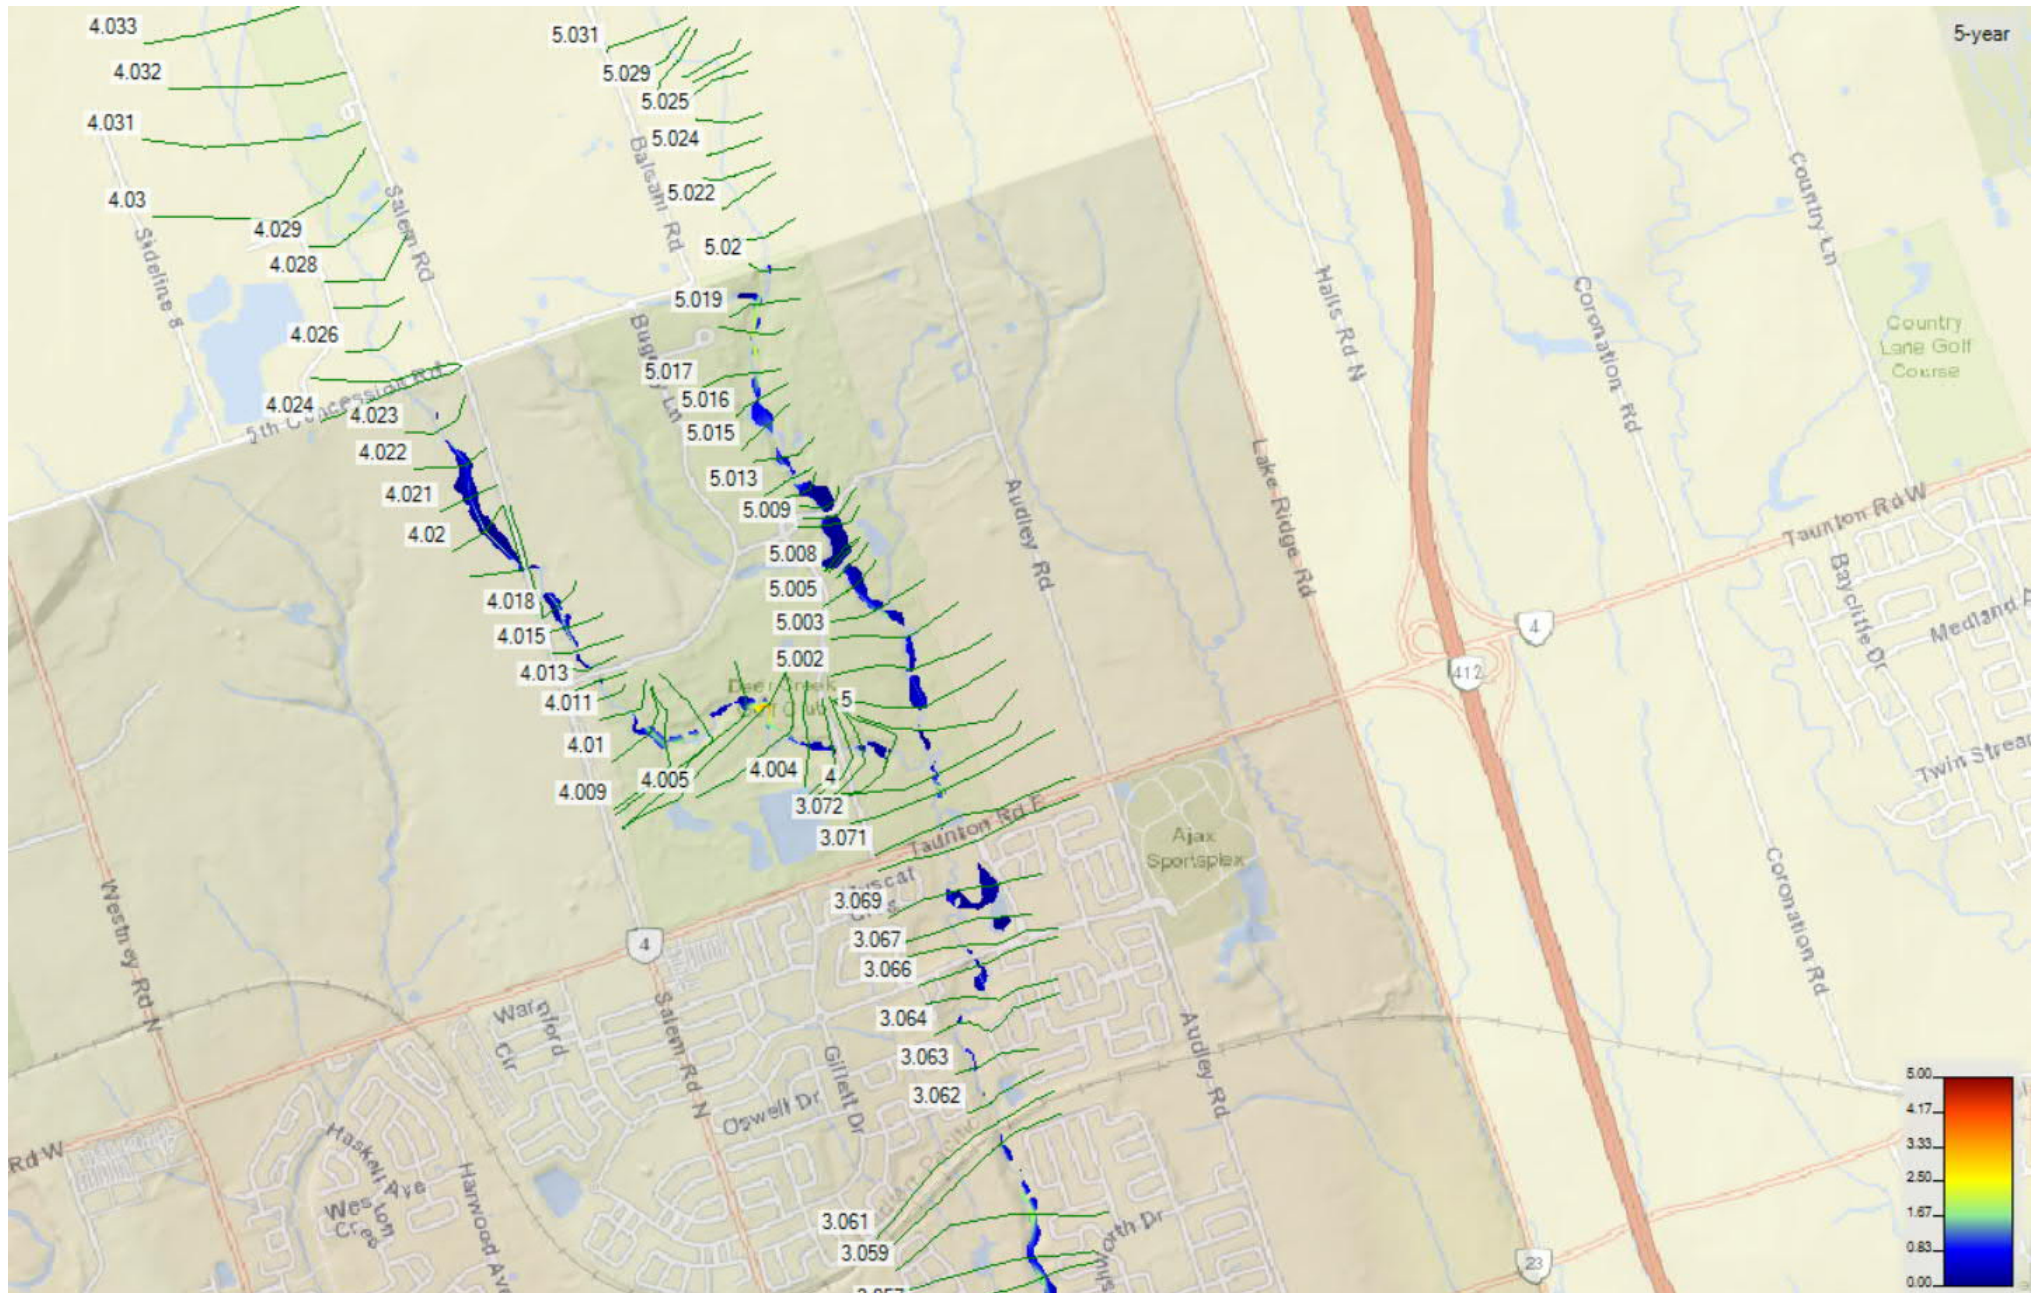 4.033
5.031
5-year
4.032
5.029
5.025
4.031
5.024
Balsam Rd
5.022
Country Ln
4.03
Salem Rd
4.029
Sideline 8
5.02
4.028
5.019
Halls Rd N
Coronation Rd
4.026
Country
Lane Golf
Course
5.017
5.016
4.024
4.023
5th Concession Rd
5.015
4.022
Lake Ridge Rd
5.013
4.021
Audley Rd
5.009
Taunton Rd W
4.02
5.008
5.005
Baycliffe Dr
4.018
5.003
4
4.015
5.002
412
4.013
4.011
5
4.01
4.005
4.004
4
4.009
3.072
3.071
Taunton Rd E
Ajax
Sportsplex
3.069
Westney Rd N
Coronation Rd
4
3.067
3.066
Salem Rd N
3.064
Warnford
Cir
Gillett Dr
3.063
Audley Rd
3.062
5.00
4.17
3.33
2.50
1.67
0.83
0.00
Oswell Dr
Rd W
Harwood Ave
3.061
3.059
23